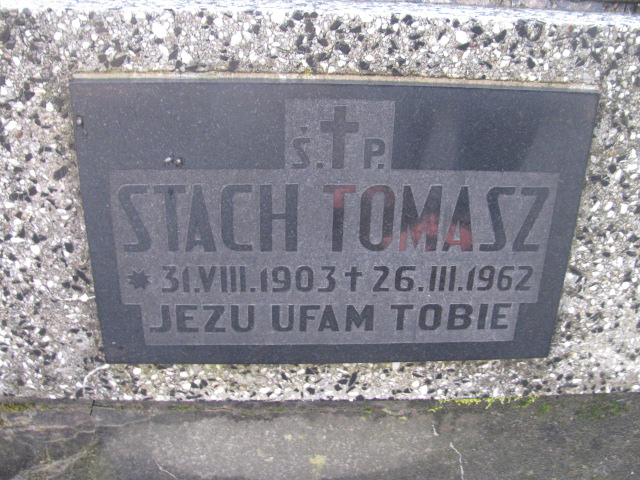 Ś.✝P.
STACH TOMASZ
* 31.VIII.1903 ✝ 26.III.1962
JEZU UFAM TOBIE